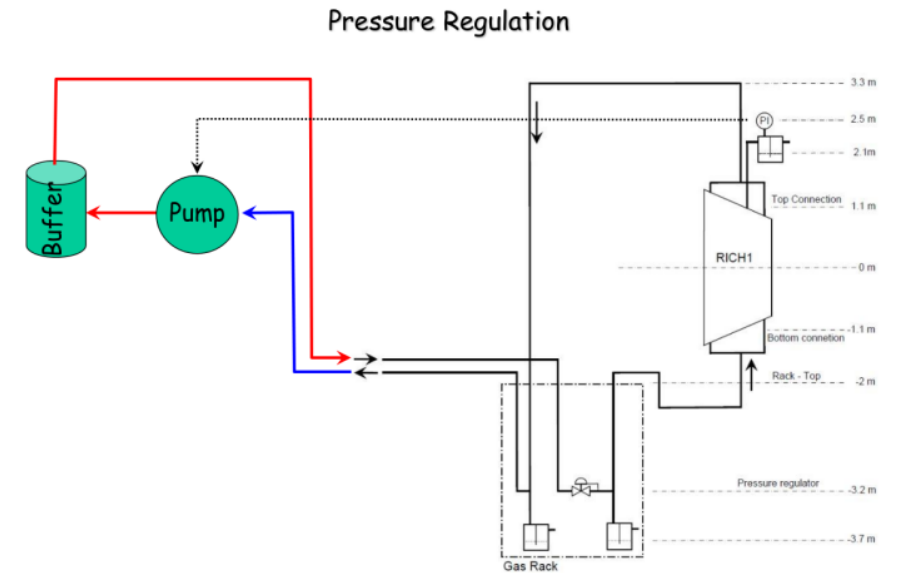 Pressure Regulation
3.3 m
PI
2.5 m
2.1m
Top Connection
1.1 m
Buffer
Pump
RICH1
0 m
-1.1 m
Bottom connetion
Rack - Top
-2 m
Pressure regulator
-3.2 m
-3.7 m
Gas Rack